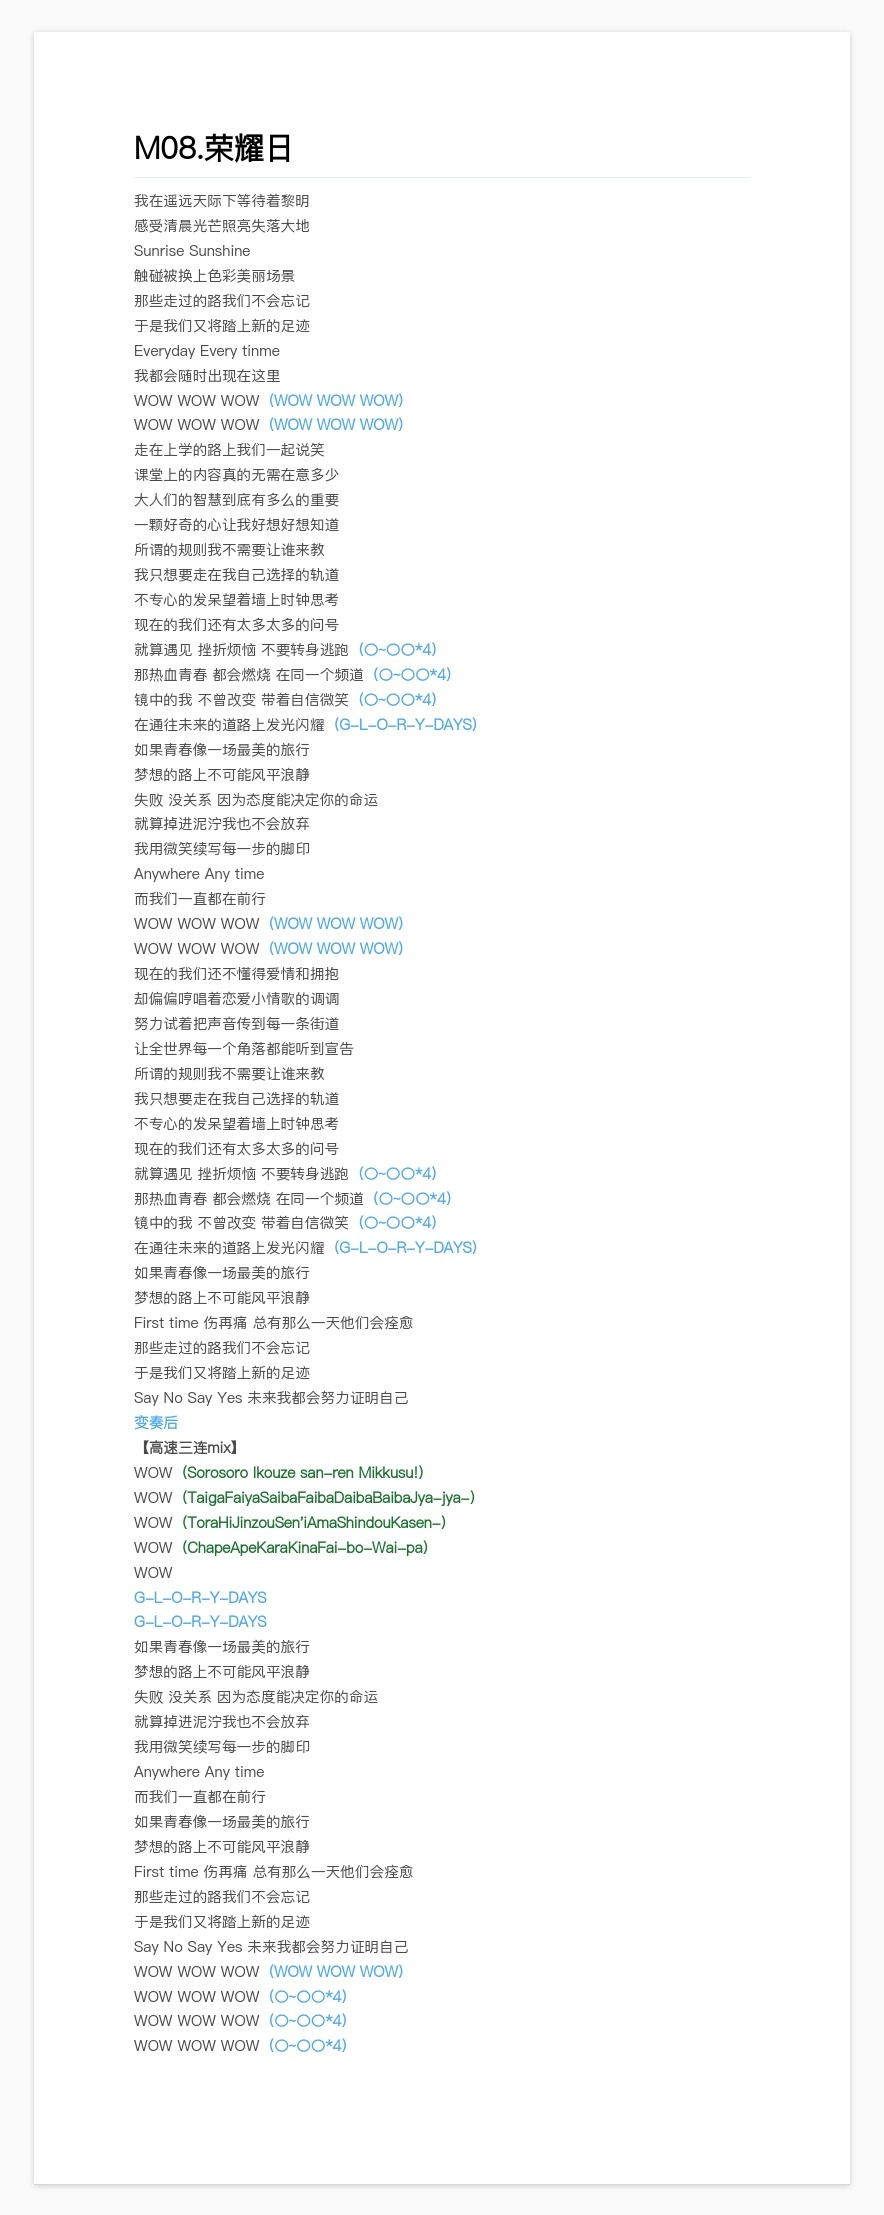 M08.荣耀日
我在遥远天际下等待着黎明
感受清晨光芒照亮失落大地
Sunrise Sunshine
触碰被换上色彩美丽场景
那些走过的路我们不会忘记
于是我们又将踏上新的足迹
Everyday Every tinme
我都会随时出现在这里
WOW WOW WOW（WOW WOW WOW）
WOW WOW WOW（WOW WOW WOW）
走在上学的路上我们一起说笑
课堂上的内容真的无需在意多少
大人们的智慧到底有多么的重要
一颗好奇的心让我好想好想知道
所谓的规则我不需要让谁来教
我只想要走在我自己选择的轨道
不专心的发呆望着墙上时钟思考
现在的我们还有太多太多的问号
就算遇见 挫折烦恼 不要转身逃跑（〇~〇〇*4）
那热血青春 都会燃烧 在同一个频道（〇~〇〇*4）
镜中的我 不曾改变 带着自信微笑（〇~〇〇*4）
在通往未来的道路上发光闪耀（G-L-O-R-Y-DAYS）
如果青春像一场最美的旅行
梦想的路上不可能风平浪静
失败 没关系 因为态度能决定你的命运
就算掉进泥泞我也不会放弃
我用微笑续写每一步的脚印
Anywhere Any time
而我们一直都在前行
WOW WOW WOW（WOW WOW WOW）
WOW WOW WOW（WOW WOW WOW）
现在的我们还不懂得爱情和拥抱
却偏偏哼唱着恋爱小情歌的调调
努力试着把声音传到每一条街道
让全世界每一个角落都能听到宣告
所谓的规则我不需要让谁来教
我只想要走在我自己选择的轨道
不专心的发呆望着墙上时钟思考
现在的我们还有太多太多的问号
就算遇见 挫折烦恼 不要转身逃跑（〇~〇〇*4）
那热血青春 都会燃烧 在同一个频道（〇~〇〇*4）
镜中的我 不曾改变 带着自信微笑（〇~〇〇*4）
在通往未来的道路上发光闪耀（G-L-O-R-Y-DAYS）
如果青春像一场最美的旅行
梦想的路上不可能风平浪静
First time 伤再痛 总有那么一天他们会痊愈
那些走过的路我们不会忘记
于是我们又将踏上新的足迹
Say No Say Yes 未来我都会努力证明自己
变奏后
【高速三连mix】
WOW（Sorosoro Ikouze san-ren Mikkusu!）
WOW（TaigaFaiyaSaibaFaibaDaibaBaibaJya-jya-）
WOW（ToraHiJinzouSen'iAmaShindouKasen-）
WOW（ChapeApeKaraKinaFai-bo-Wai-pa）
WOW
G-L-O-R-Y-DAYS
G-L-O-R-Y-DAYS
如果青春像一场最美的旅行
梦想的路上不可能风平浪静
失败 没关系 因为态度能决定你的命运
就算掉进泥泞我也不会放弃
我用微笑续写每一步的脚印
Anywhere Any time
而我们一直都在前行
如果青春像一场最美的旅行
梦想的路上不可能风平浪静
First time 伤再痛 总有那么一天他们会痊愈
那些走过的路我们不会忘记
于是我们又将踏上新的足迹
Say No Say Yes 未来我都会努力证明自己
WOW WOW WOW（WOW WOW WOW）
WOW WOW WOW（〇~〇〇*4）
WOW WOW WOW（〇~〇〇*4）
WOW WOW WOW（〇~〇〇*4）